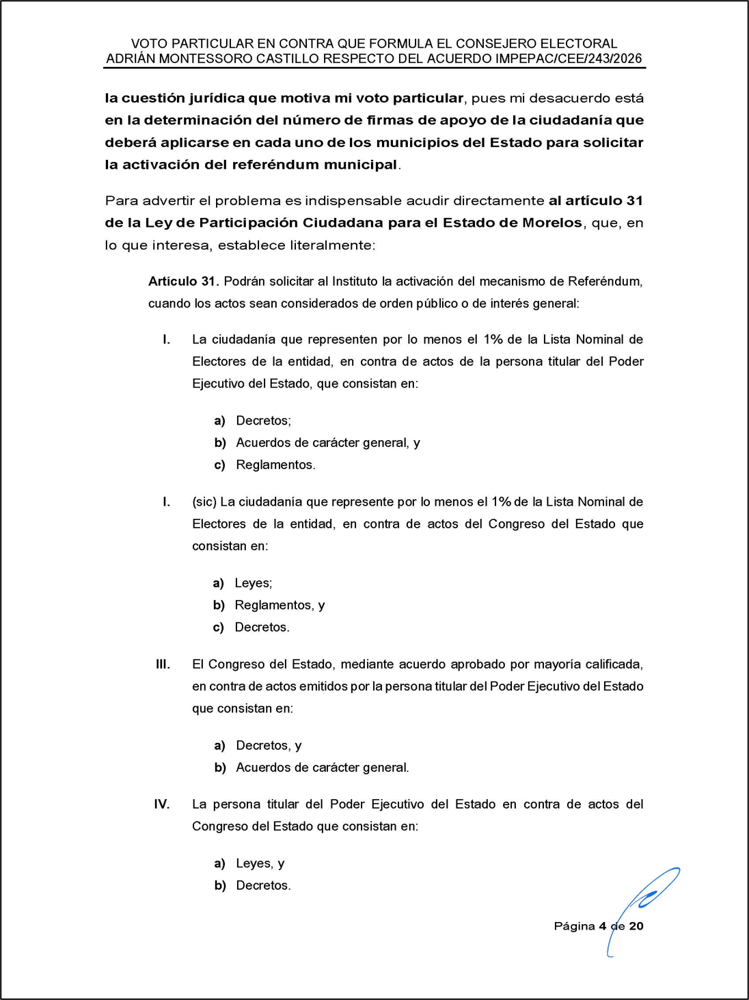 VOTO PARTICULAR EN CONTRA QUE FORMULA EL CONSEJERO ELECTORAL
ADRIÁN MONTESSORO CASTILLO RESPECTO DEL ACUERDO IMPEPAC/CEE/243/2026
la cuestión jurídica que motiva mi voto particular, pues mi desacuerdo está
en la determinación del número de firmas de apoyo de la ciudadanía que
deberá aplicarse en cada uno de los municipios del Estado para solicitar
la activación del referéndum municipal.
Para advertir el problema es indispensable acudir directamente al artículo 31
de la Ley de Participación Ciudadana para el Estado de Morelos, que, en
lo que interesa, establece literalmente:
Artículo 31. Podrán solicitar al Instituto la activación del mecanismo de Referéndum,
cuando los actos sean considerados de orden público o de interés general:
I. La ciudadanía que representen por lo menos el 1% de la Lista Nominal de
Electores de la entidad, en contra de actos de la persona titular del Poder
Ejecutivo del Estado, que consistan en:
a) Decretos;
b) Acuerdos de carácter general, y
c) Reglamentos.
I. (sic) La ciudadanía que represente por lo menos el 1% de la Lista Nominal de
Electores de la entidad, en contra de actos del Congreso del Estado que
consistan en:
a) Leyes;
b) Reglamentos, y
c) Decretos.
III. El Congreso del Estado, mediante acuerdo aprobado por mayoría calificada,
en contra de actos emitidos por la persona titular del Poder Ejecutivo del Estado
que consistan en:
a) Decretos, y
b) Acuerdos de carácter general.
IV. La persona titular del Poder Ejecutivo del Estado en contra de actos del
Congreso del Estado que consistan en:
a) Leyes, y
b) Decretos.
Página 4 de 20